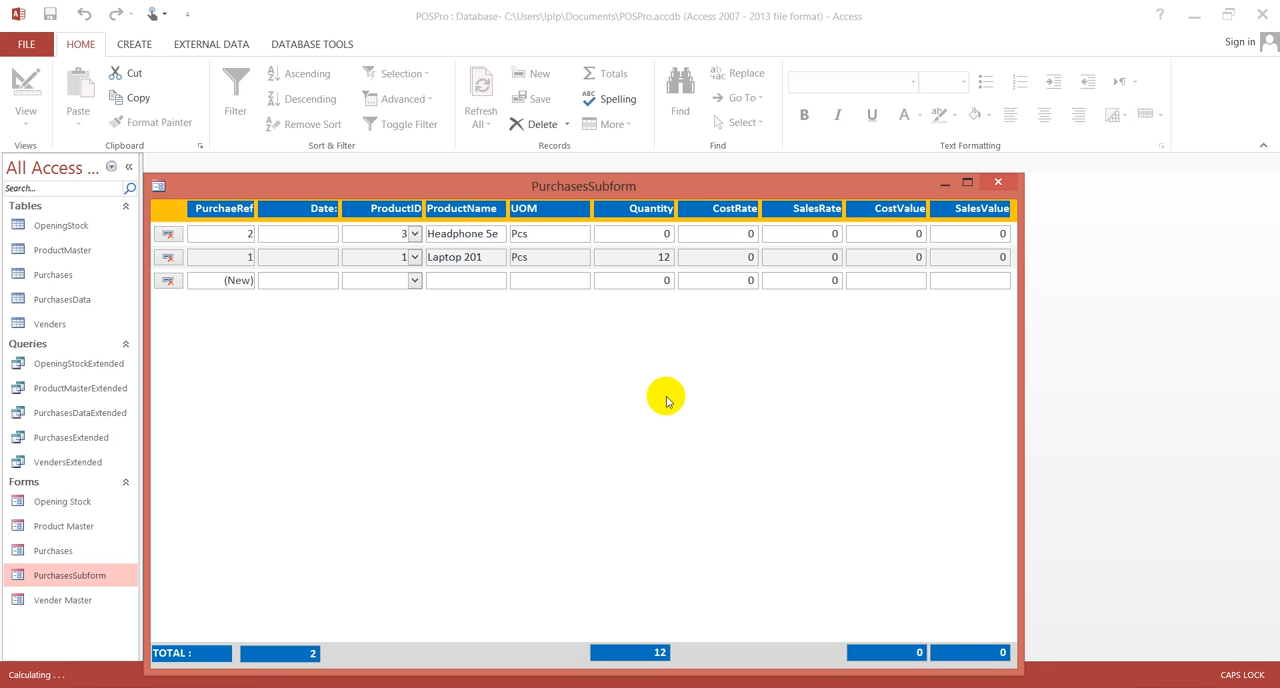 POSPro : Database- C:\Users\lplp\Documents\POSPro.accdb (Access 2007 - 2013 file format) - Access
?
FILE HOME CREATE EXTERNAL DATA DATABASE TOOLS Sign in
View
Views
Paste
Cut
Copy
Format Painter
Clipboard
Filter
Ascending
Descending
Remove Sort
Selection
Advanced
Toggle Filter
Sort & Filter
Refresh
All
New
Save
Delete
Totals
Spelling
More
Records
Find
Replace
Go To
Select
Find
B I U A
Text Formatting
All Access ... «
Search...
Tables
OpeningStock
ProductMaster
Purchases
PurchasesData
Venders
Queries
OpeningStockExtended
ProductMasterExtended
PurchasesDataExtended
PurchasesExtended
VendersExtended
Forms
Opening Stock
Product Master
Purchases
PurchasesSubform
Vender Master
PurchasesSubform
PurchaeRef Date: ProductID ProductName UOM Quantity CostRate SalesRate CostValue SalesValue
2 3 Headphone 5e Pcs 0 0 0 0 0
1 1 Laptop 201 Pcs 12 0 0 0 0
(New) 0 0 0
TOTAL : 2 12 0 0
Calculating . . . CAPS LOCK